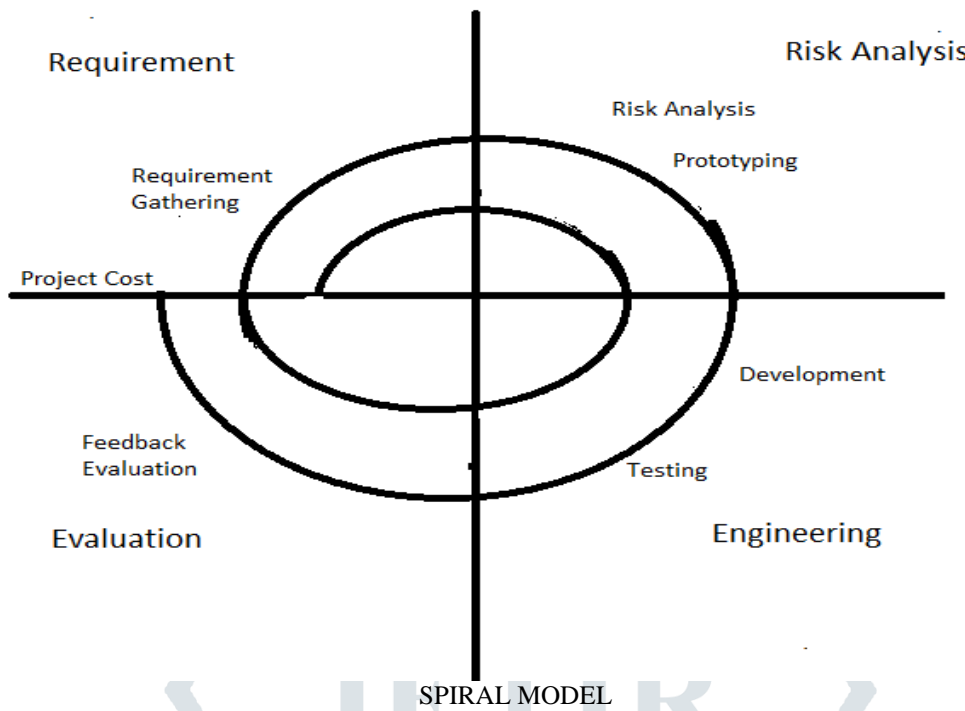 Requirement
Risk Analysis
Risk Analysis
Prototyping
Requirement
Gathering
Project Cost
Development
Feedback
Evaluation
Testing
Evaluation
Engineering
SPIRAL MODEL